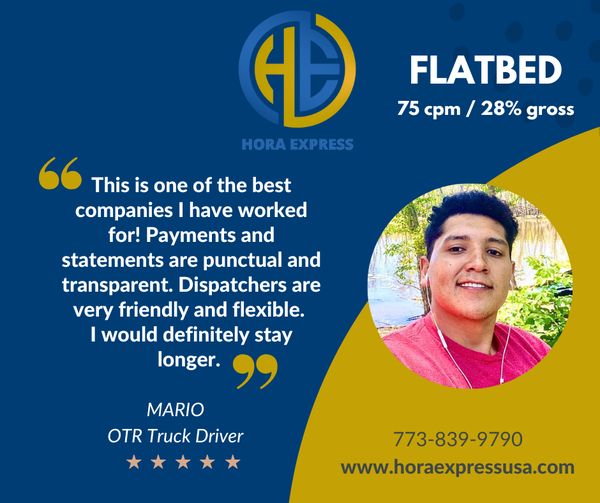 HE
HORA EXPRESS
FLATBED
75 cpm / 28% gross
“ This is one of the best
companies I have worked
for! Payments and
statements are punctual and
transparent. Dispatchers are
very friendly and flexible.
I would definitely stay
longer. ”
MARIO
OTR Truck Driver
773-839-9790
www.horaexpressusa.com